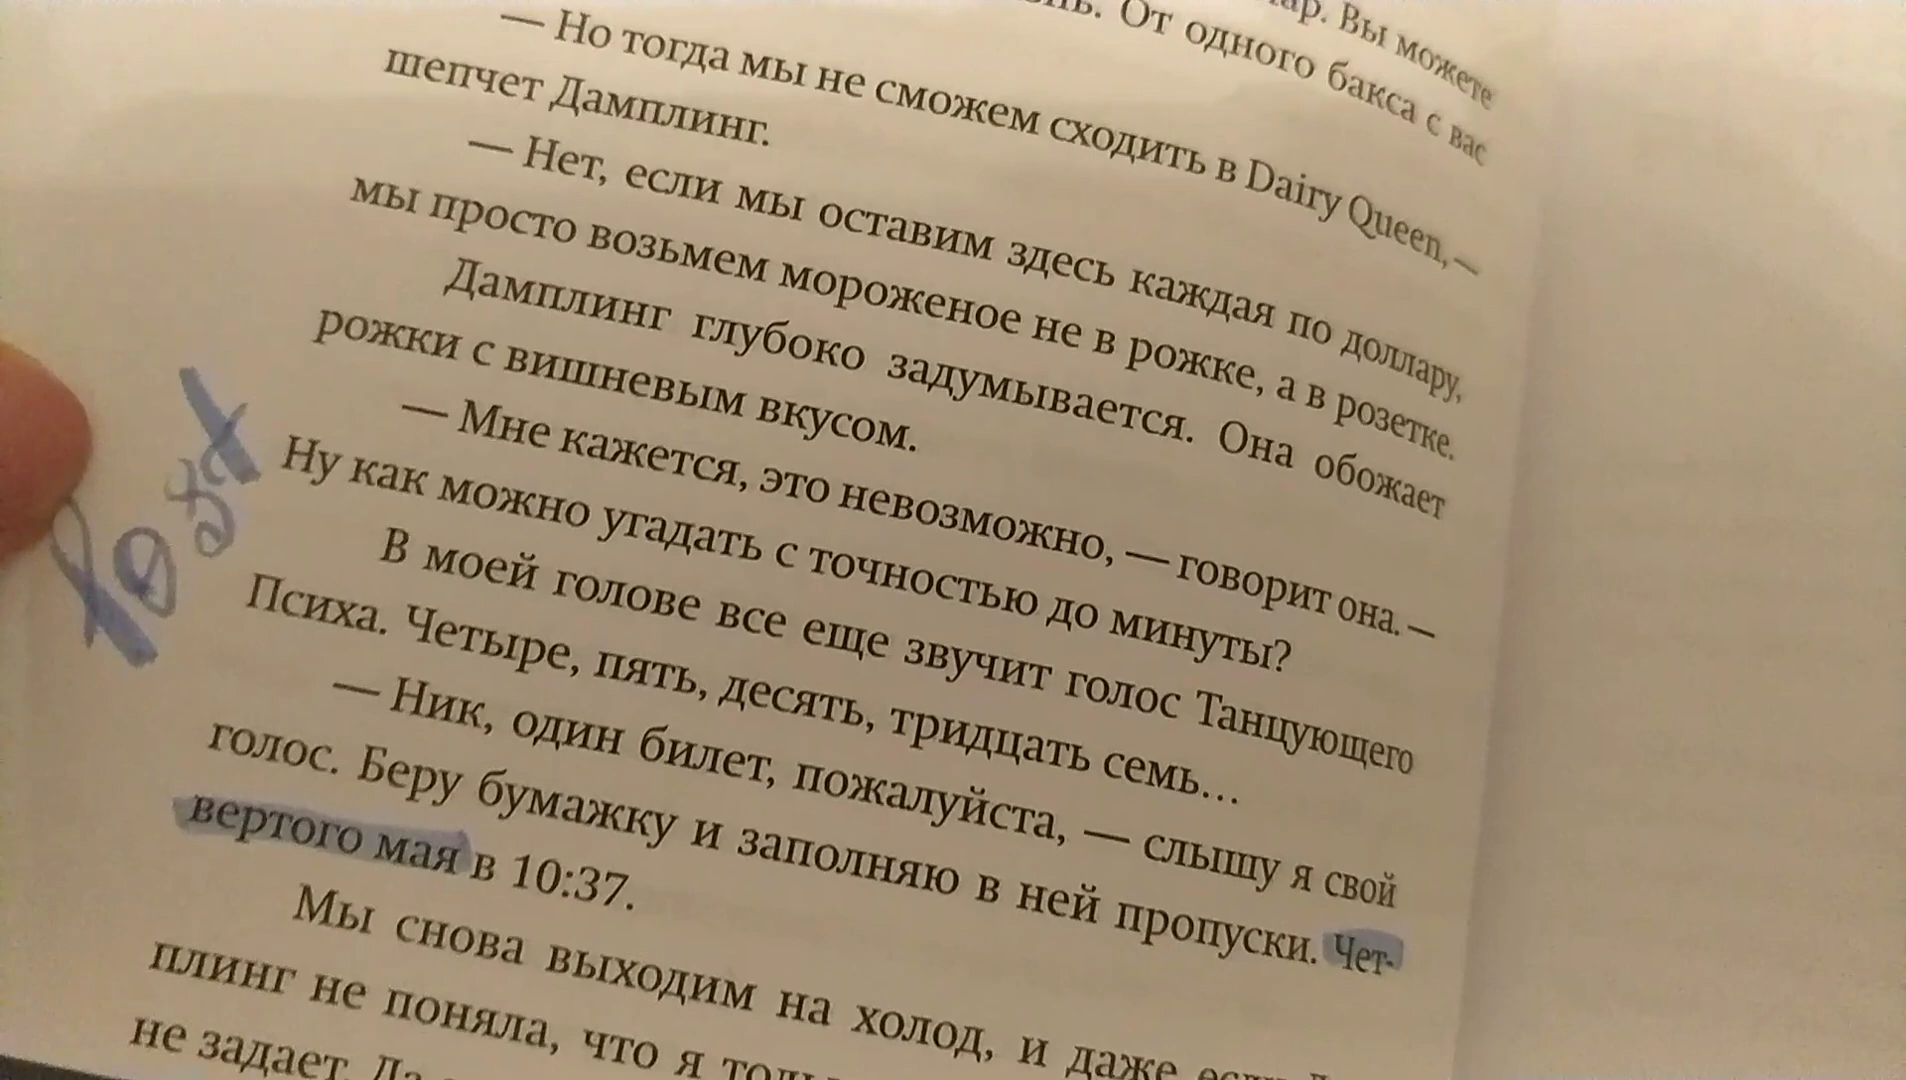 Вы можете
От одного бакса с вас
— Но тогда мы не сможем сходить в Dairy Queen, —
шепчет Дамплинг.
— Нет, если мы оставим здесь каждая по доллару,
мы просто возьмем мороженое не в рожке, а в розетке.
Дамплинг глубоко задумывается. Она обожает
рожки с вишневым вкусом.
— Мне кажется, это невозможно, — говорит она. —
Ну как можно угадать с точностью до минуты?
В моей голове все еще звучит голос Танцующего
Психа. Четыре, пять, десять, тридцать семь...
— Ник, один билет, пожалуйста, — слышу я свой
голос. Беру бумажку и заполняю в ней пропуски. Чет-
вертого мая в 10:37.
Мы снова выходим на холод, и даже если
плинг не поняла, что я
не задает.